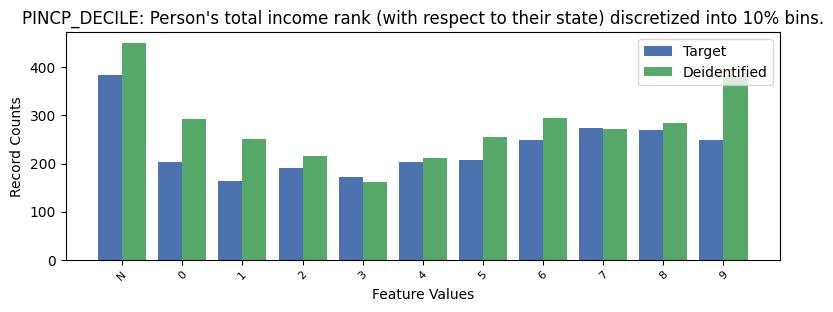 PINCP_DECILE: Person's total income rank (with respect to their state) discretized into 10% bins.
Target
Deidentified
Record Counts
400
300
200
100
0
N 0 1 2 3 4 5 6 7 8 9
Feature Values